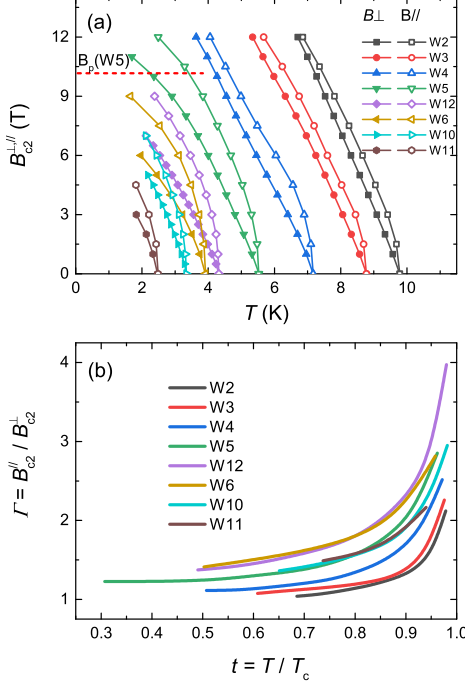 (a)
B⊥ B//
W2
W3
W4
W5
W12
W6
W10
W11
B_p(W5)
12
9
6
3
0
B_c2^⊥,// (T)
0 2 4 6 8 10
T (K)
(b)
W2
W3
W4
W5
W12
W6
W10
W11
4
3
2
1
Γ = B_c2^// / B_c2^⊥
0.3 0.4 0.5 0.6 0.7 0.8 0.9 1.0
t = T / T_c